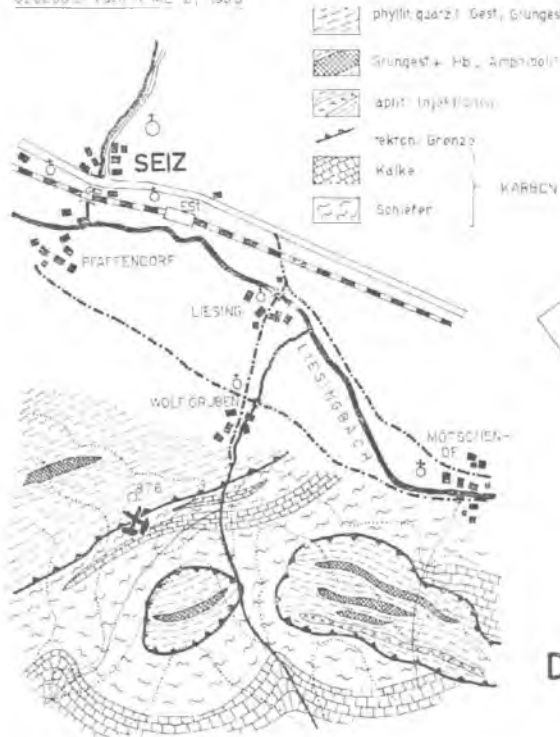 phyllit. quarzit. Gest., Grünges
Grüngest + Hb., Amphibolit
aplit. Injektionen
tekton. Grenze
Kalke
KARBON
Schiefer
SEIZ
PFAFFENDORF
LIESING
LIESINGBACH
WOLFGRUBEN
MÖTSCHEN-
DF
876
D